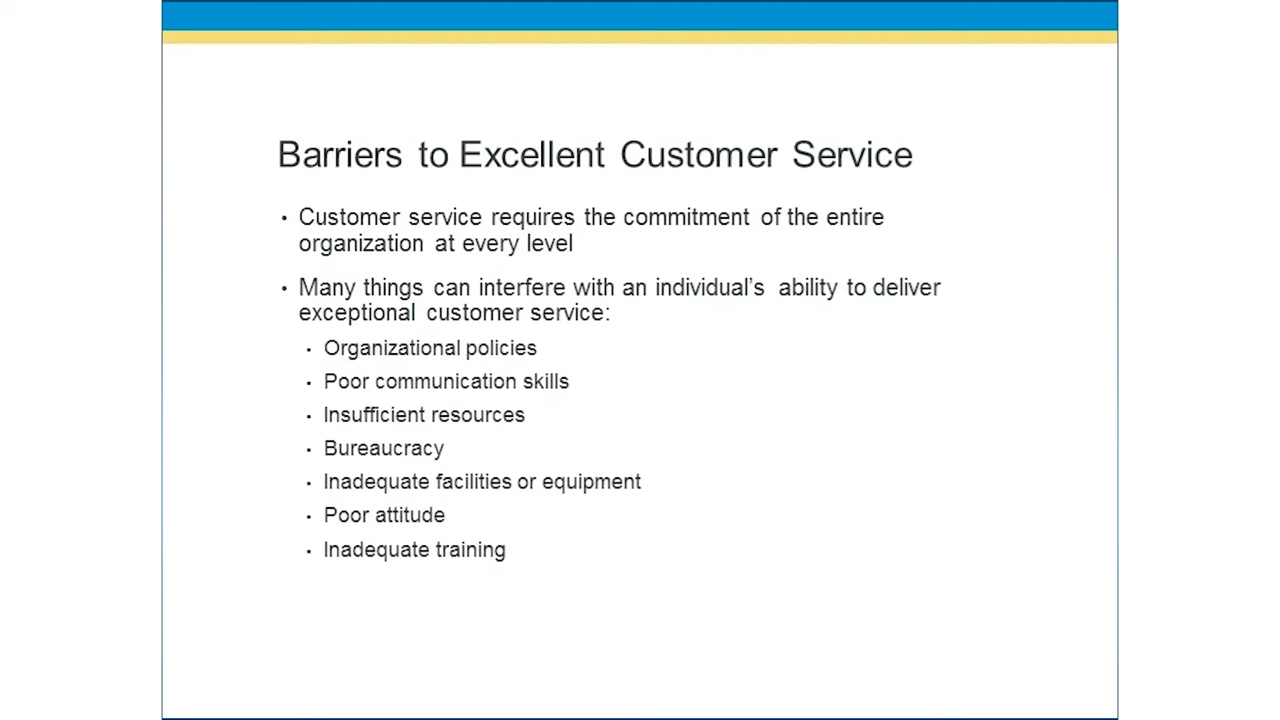 Barriers to Excellent Customer Service
• Customer service requires the commitment of the entire
organization at every level
• Many things can interfere with an individual’s ability to deliver
exceptional customer service:
• Organizational policies
• Poor communication skills
• Insufficient resources
• Bureaucracy
• Inadequate facilities or equipment
• Poor attitude
• Inadequate training